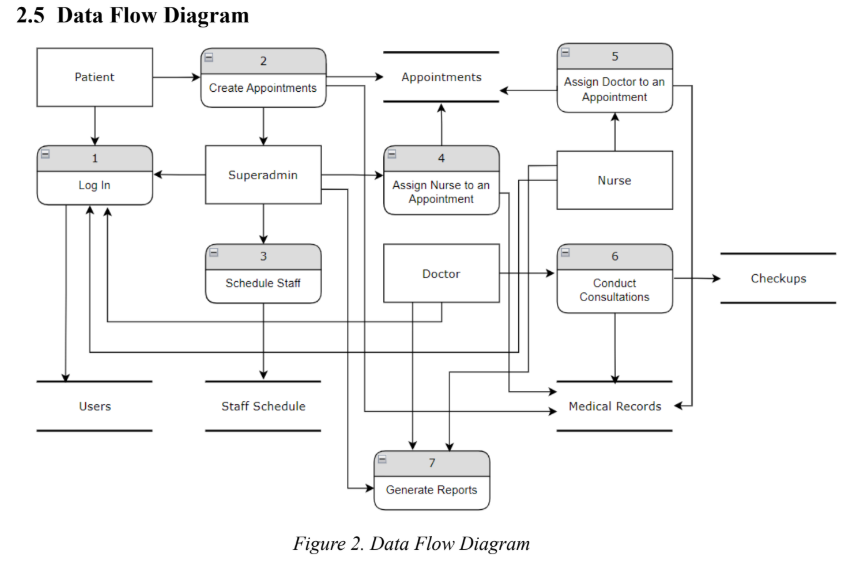 2.5 Data Flow Diagram
Patient
2
Create Appointments
Appointments
5
Assign Doctor to an
Appointment
1
Log In
Superadmin
4
Assign Nurse to an
Appointment
Nurse
3
Schedule Staff
Doctor
6
Conduct
Consultations
Checkups
Users
Staff Schedule
Medical Records
7
Generate Reports
Figure 2. Data Flow Diagram